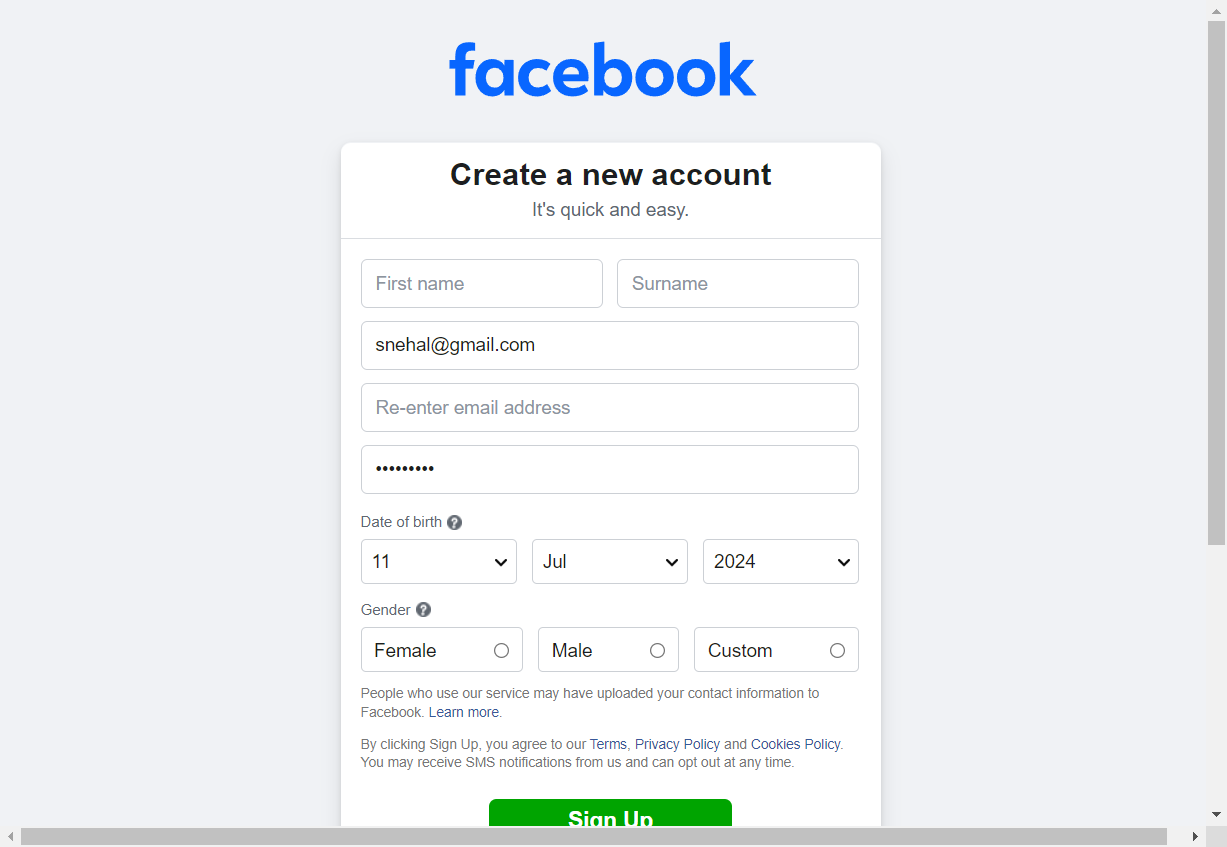 facebook
Create a new account
It's quick and easy.
First name Surname
snehal@gmail.com
Re-enter email address
•••••••••
Date of birth ?
11 Jul 2024
Gender ?
Female Male Custom
People who use our service may have uploaded your contact information to
Facebook. Learn more.
By clicking Sign Up, you agree to our Terms, Privacy Policy and Cookies Policy.
You may receive SMS notifications from us and can opt out at any time.
Sign Up